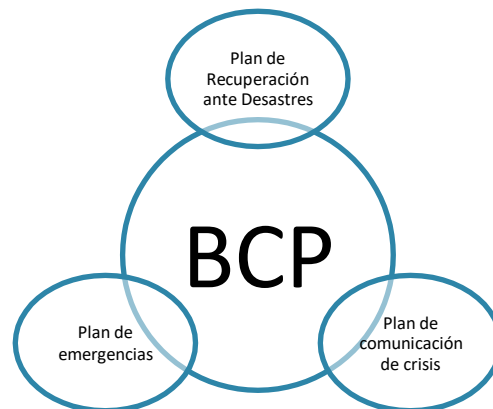 Plan de
Recuperación
ante Desastres
BCP
Plan de
emergencias
Plan de
comunicación
de crisis